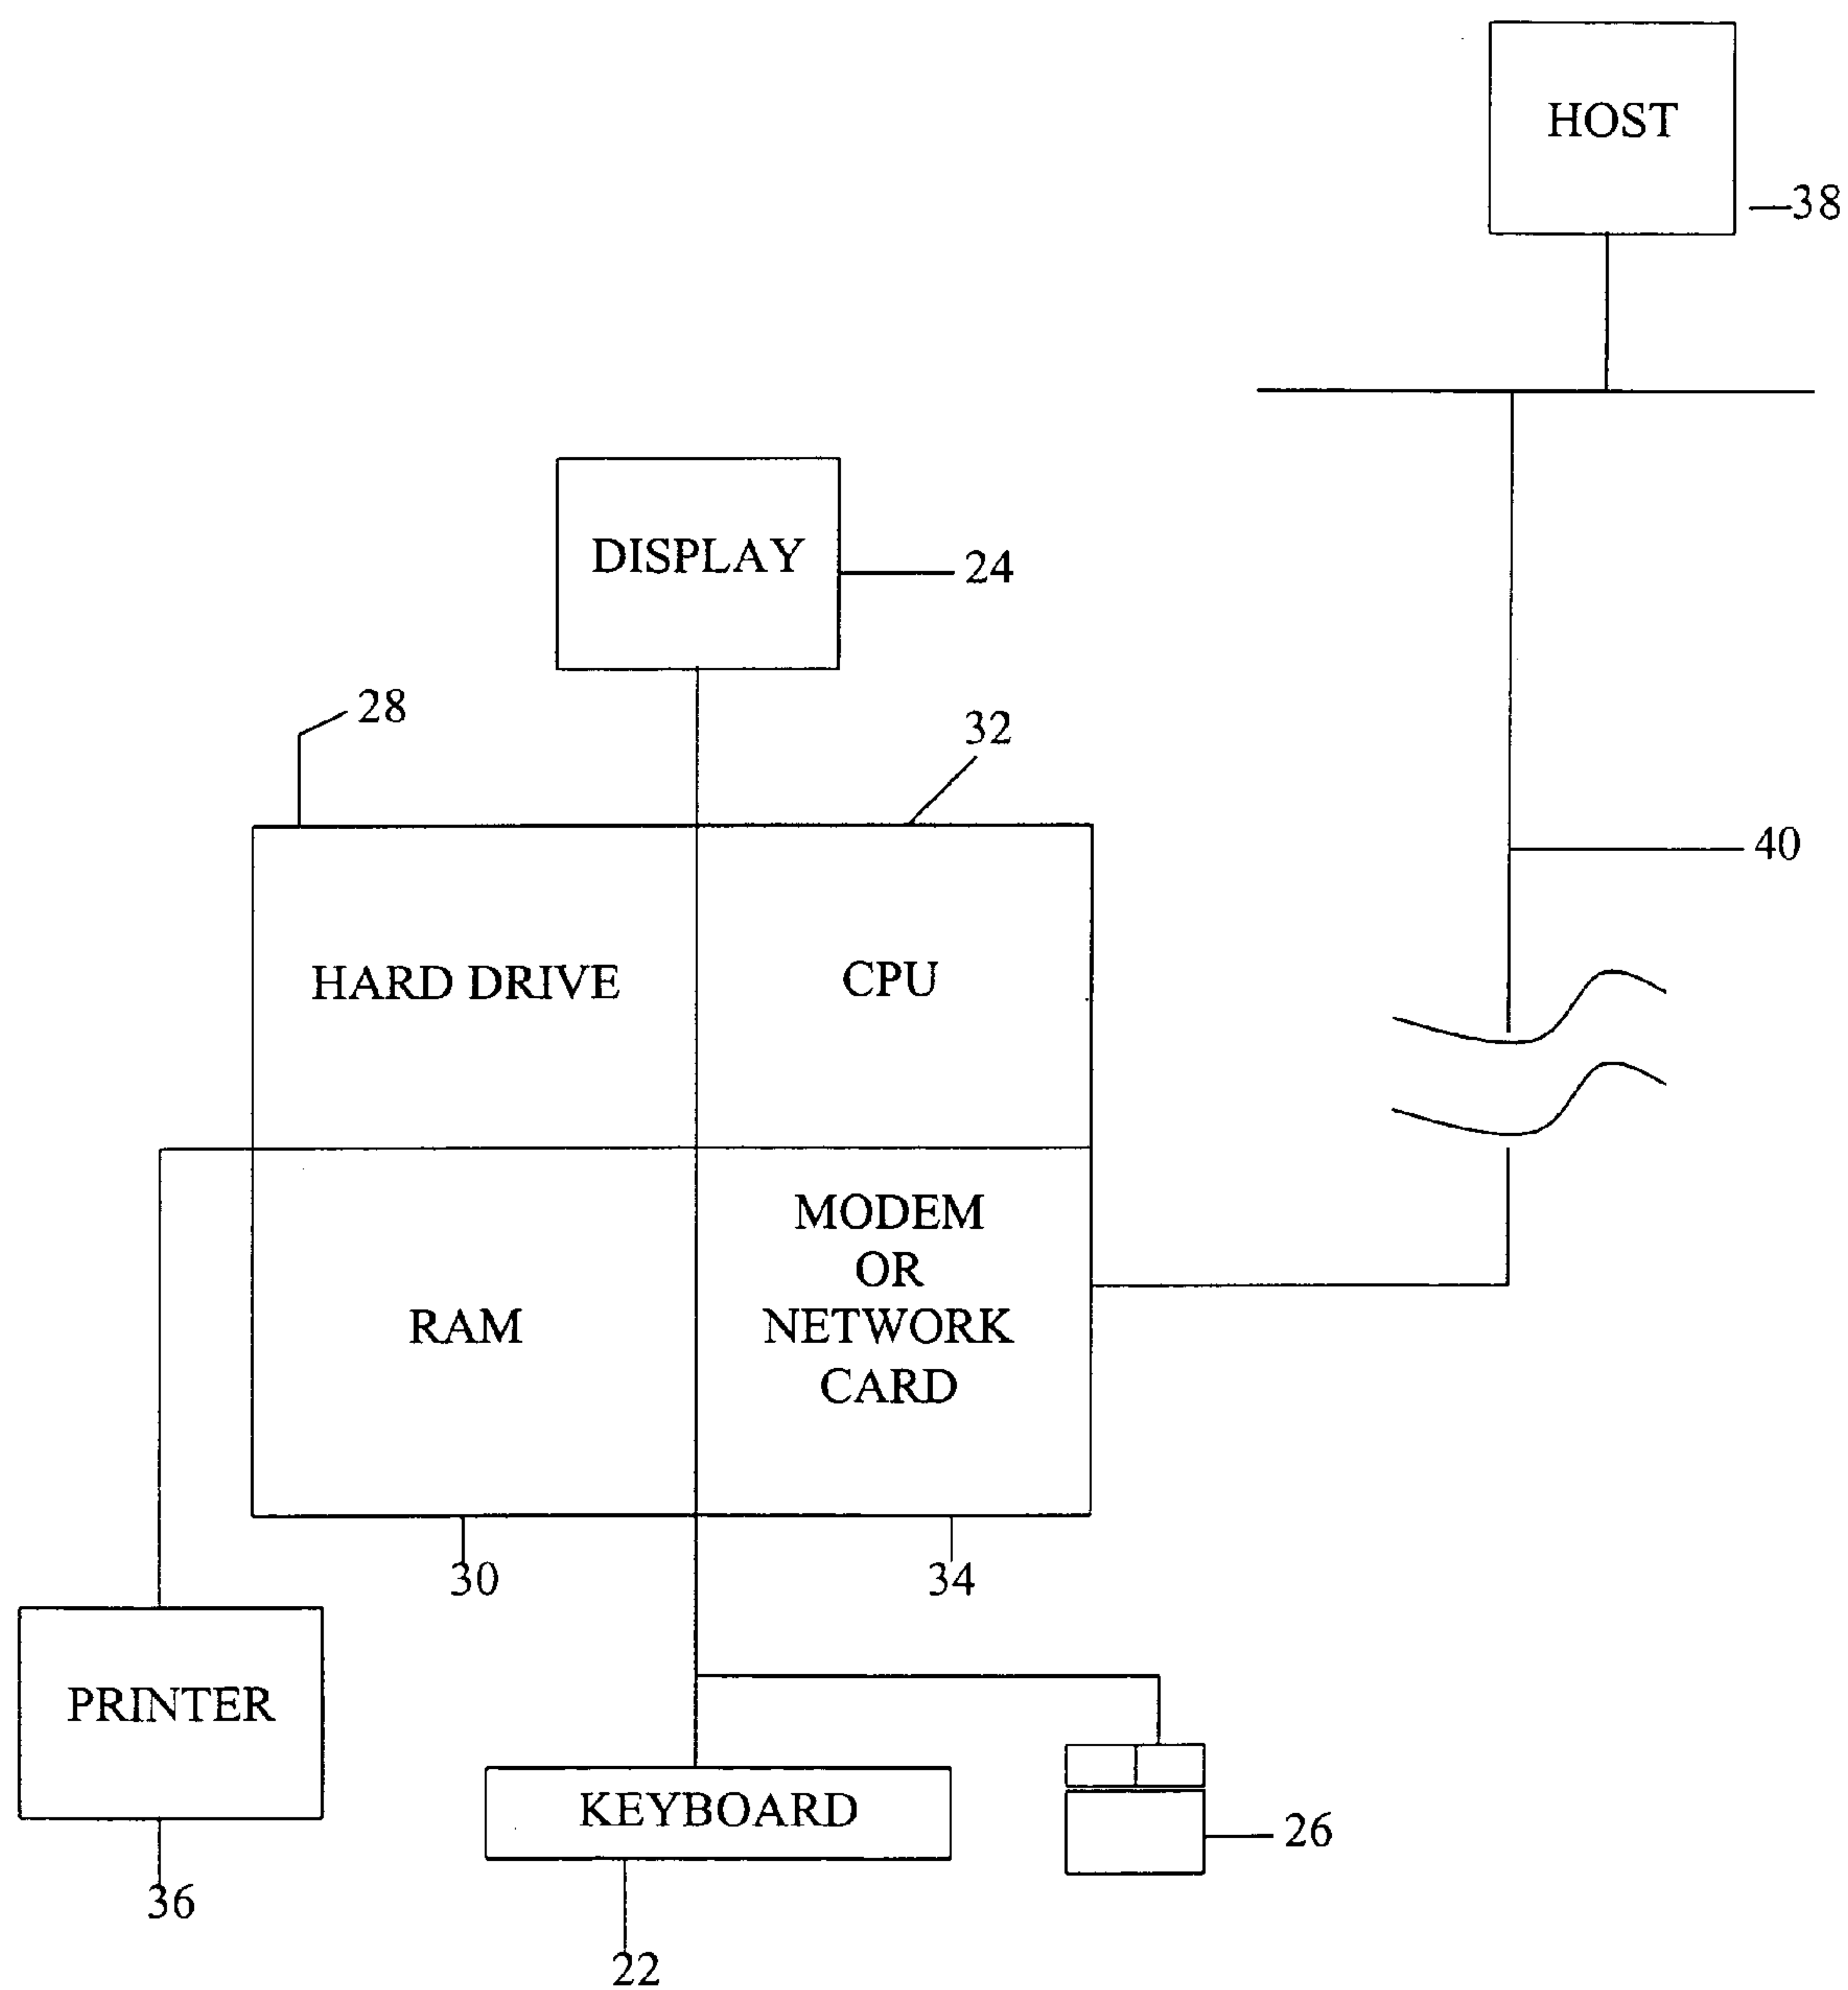 HOST
38
DISPLAY
24
28
32
40
HARD DRIVE
CPU
MODEM
OR
NETWORK
CARD
RAM
30
34
PRINTER
KEYBOARD
26
36
22